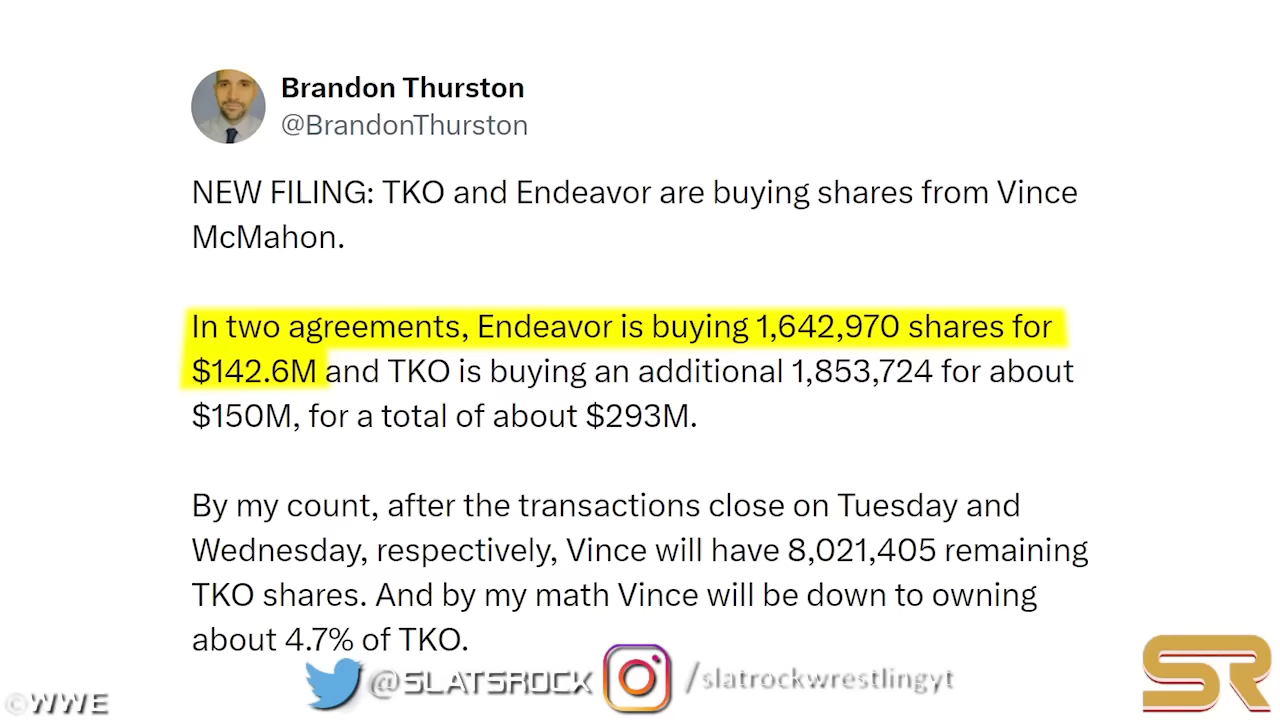 Brandon Thurston
@BrandonThurston
NEW FILING: TKO and Endeavor are buying shares from Vince
McMahon.
In two agreements, Endeavor is buying 1,642,970 shares for
$142.6M and TKO is buying an additional 1,853,724 for about
$150M, for a total of about $293M.
By my count, after the transactions close on Tuesday and
Wednesday, respectively, Vince will have 8,021,405 remaining
TKO shares. And by my math Vince will be down to owning
about 4.7% of TKO.
@SLATSROCK /slatrockwrestlingyt
SR
©WWE